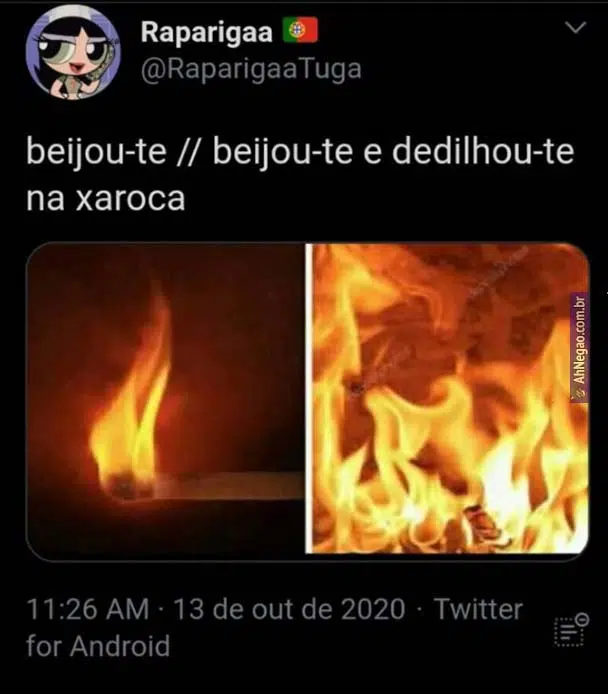 Raparigaa 🇵🇹
@RaparigaaTuga
beijou-te // beijou-te e dedilhou-te
na xaroca
AhNegao.com.br
11:26 AM · 13 de out de 2020 · Twitter
for Android